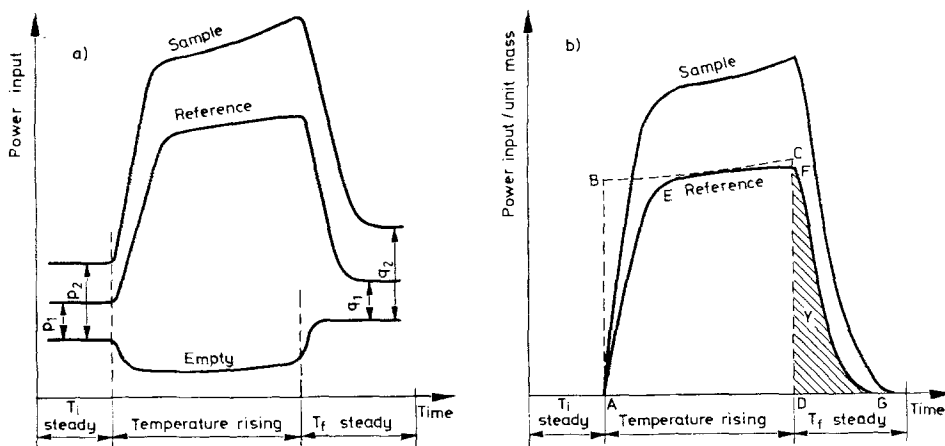 a)
Power input
Sample
Reference
Empty
p1
p2
q1
q2
Ti
steady
Temperature rising
Tf steady
Time
b)
Power input / unit mass
Sample
Reference
A
B
C
D
E
F
G
Y
Ti
steady
Temperature rising
Tf steady
Time